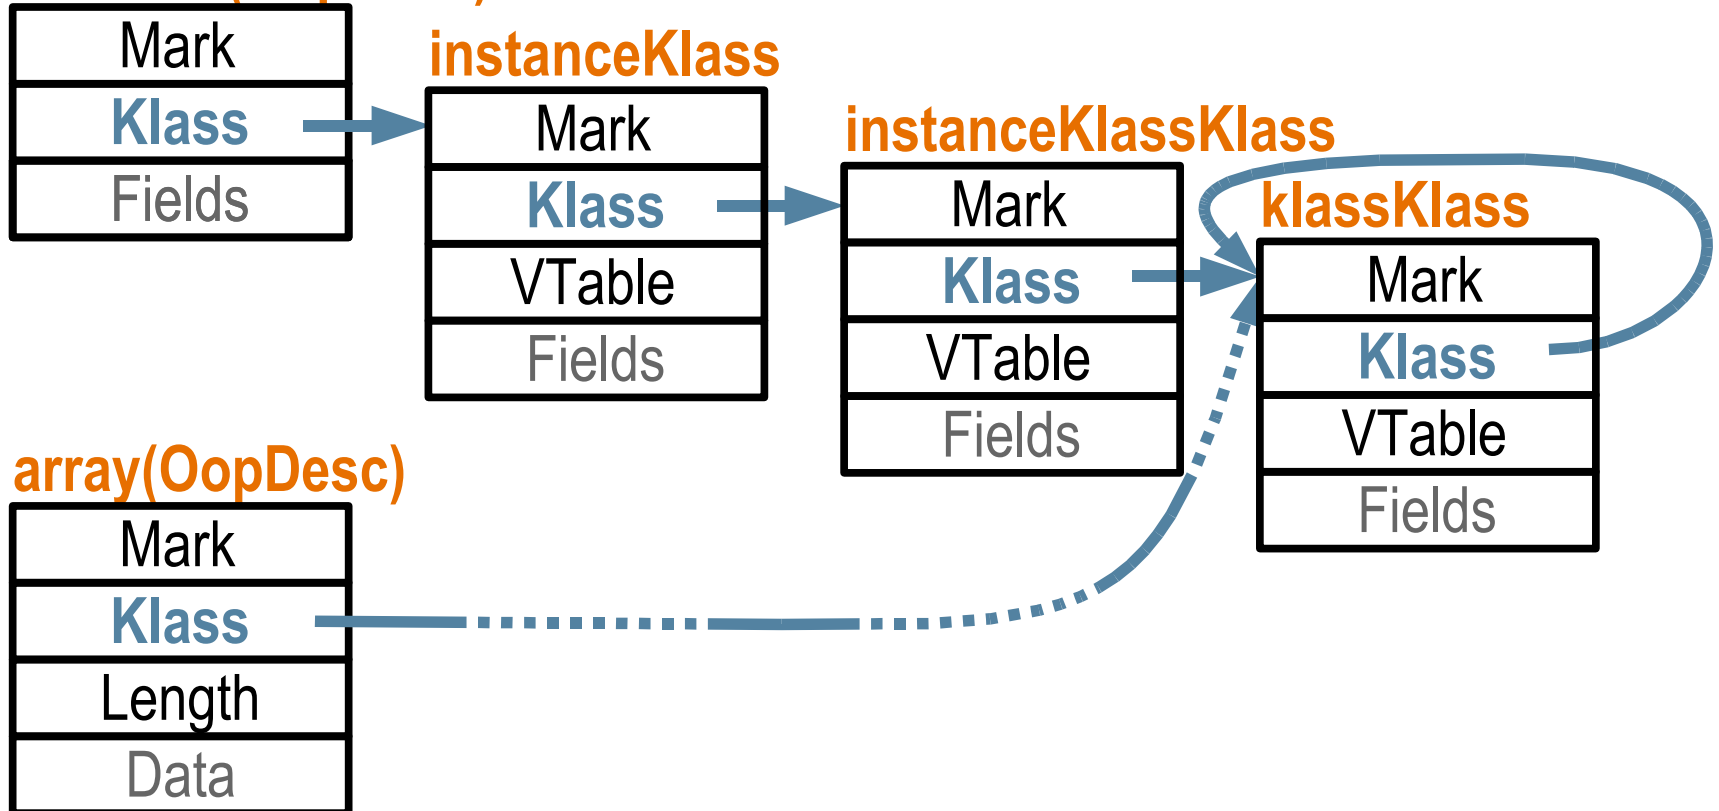 Mark
Klass
Fields
instanceKlass
Mark
Klass
VTable
Fields
instanceKlassKlass
Mark
Klass
VTable
Fields
klassKlass
Mark
Klass
VTable
Fields
array(OopDesc)
Mark
Klass
Length
Data